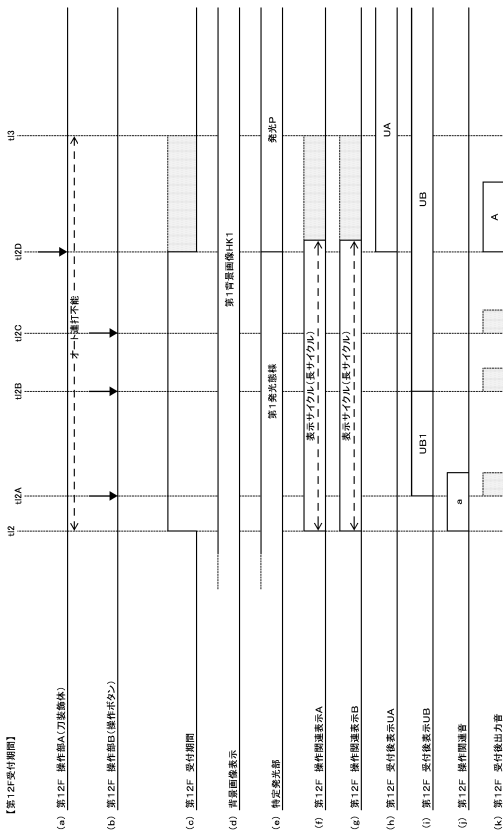 【第12F受付期間】
tl2 tl2A tl2B tl2C tl2D tl3
(a) 第12F 操作部A(刀装飾体)
オート連打不能
(b) 第12F 操作部B(操作ボタン)
(c) 第12F 受付期間
(d) 背景画像表示
第1背景画像HK1
(e) 特定発光部
第1発光態様 発光P
(f) 第12F 操作関連表示A
表示サイクル(長サイクル)
(g) 第12F 操作関連表示B
表示サイクル(長サイクル)
(h) 第12F 受付後表示UA
UA
(i) 第12F 受付後表示UB
UB1 UB
(j) 第12F 操作関連音
a
(k) 第12F 受付後出力音
A